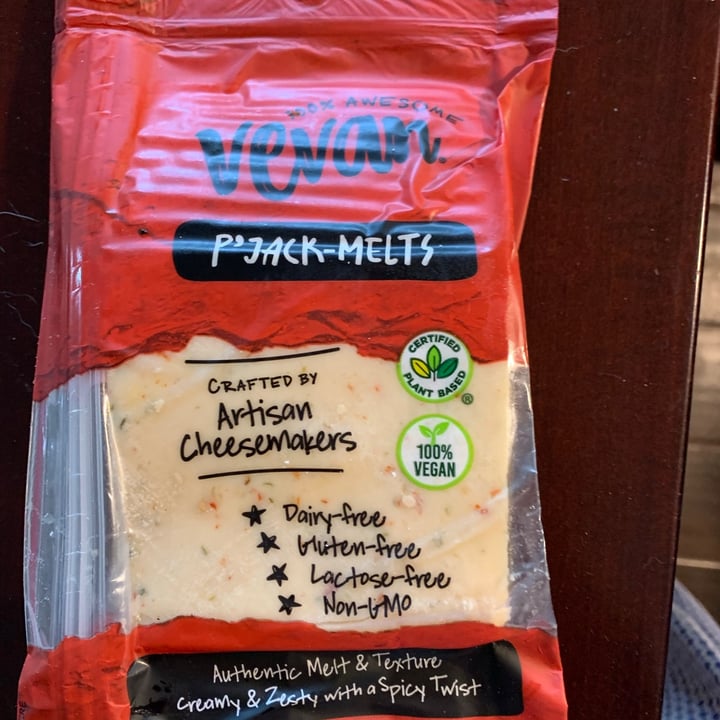 100% AWESOME
vevan.
P'JACK-MELTS
CERTIFIED
PLANT BASED
®
CRAFTED BY
Artisan
Cheesemakers
100%
VEGAN
★ Dairy-free
★ Gluten-free
★ Lactose-free
★ Non-GMO
Authentic Melt & Texture
Creamy & Zesty with a Spicy Twist